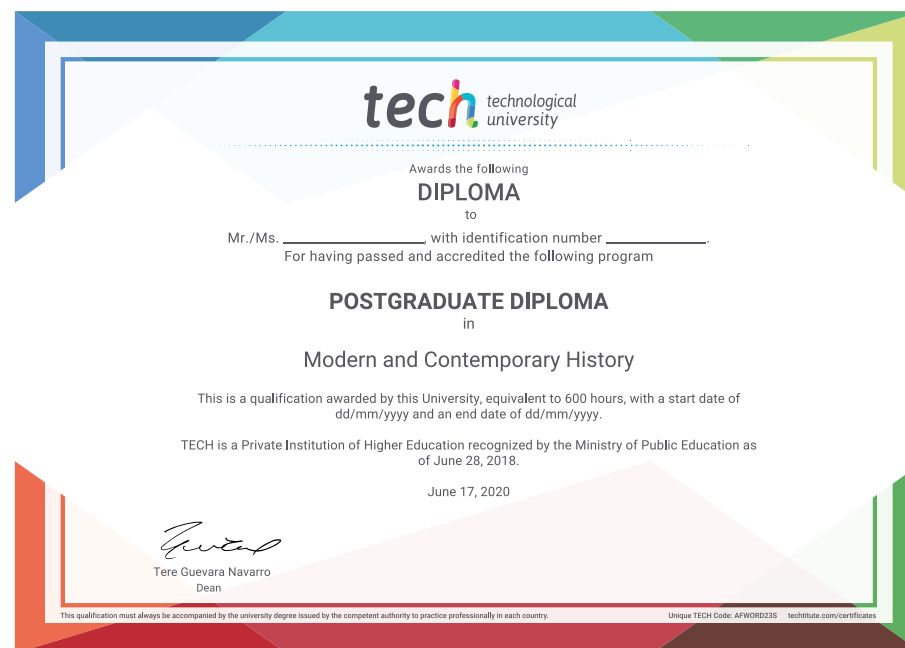 tech technological
university
Awards the following
DIPLOMA
to
Mr./Ms. ____________________, with identification number ______________.
For having passed and accredited the following program
POSTGRADUATE DIPLOMA
in
Modern and Contemporary History
This is a qualification awarded by this University, equivalent to 600 hours, with a start date of
dd/mm/yyyy and an end date of dd/mm/yyyy.
TECH is a Private Institution of Higher Education recognized by the Ministry of Public Education as
of June 28, 2018.
June 17, 2020
Tere Guevara Navarro
Dean
This qualification must always be accompanied by the university degree issued by the competent authority to practice professionally in each country. Unique TECH Code: AFWORD23S techtitute.com/certificates